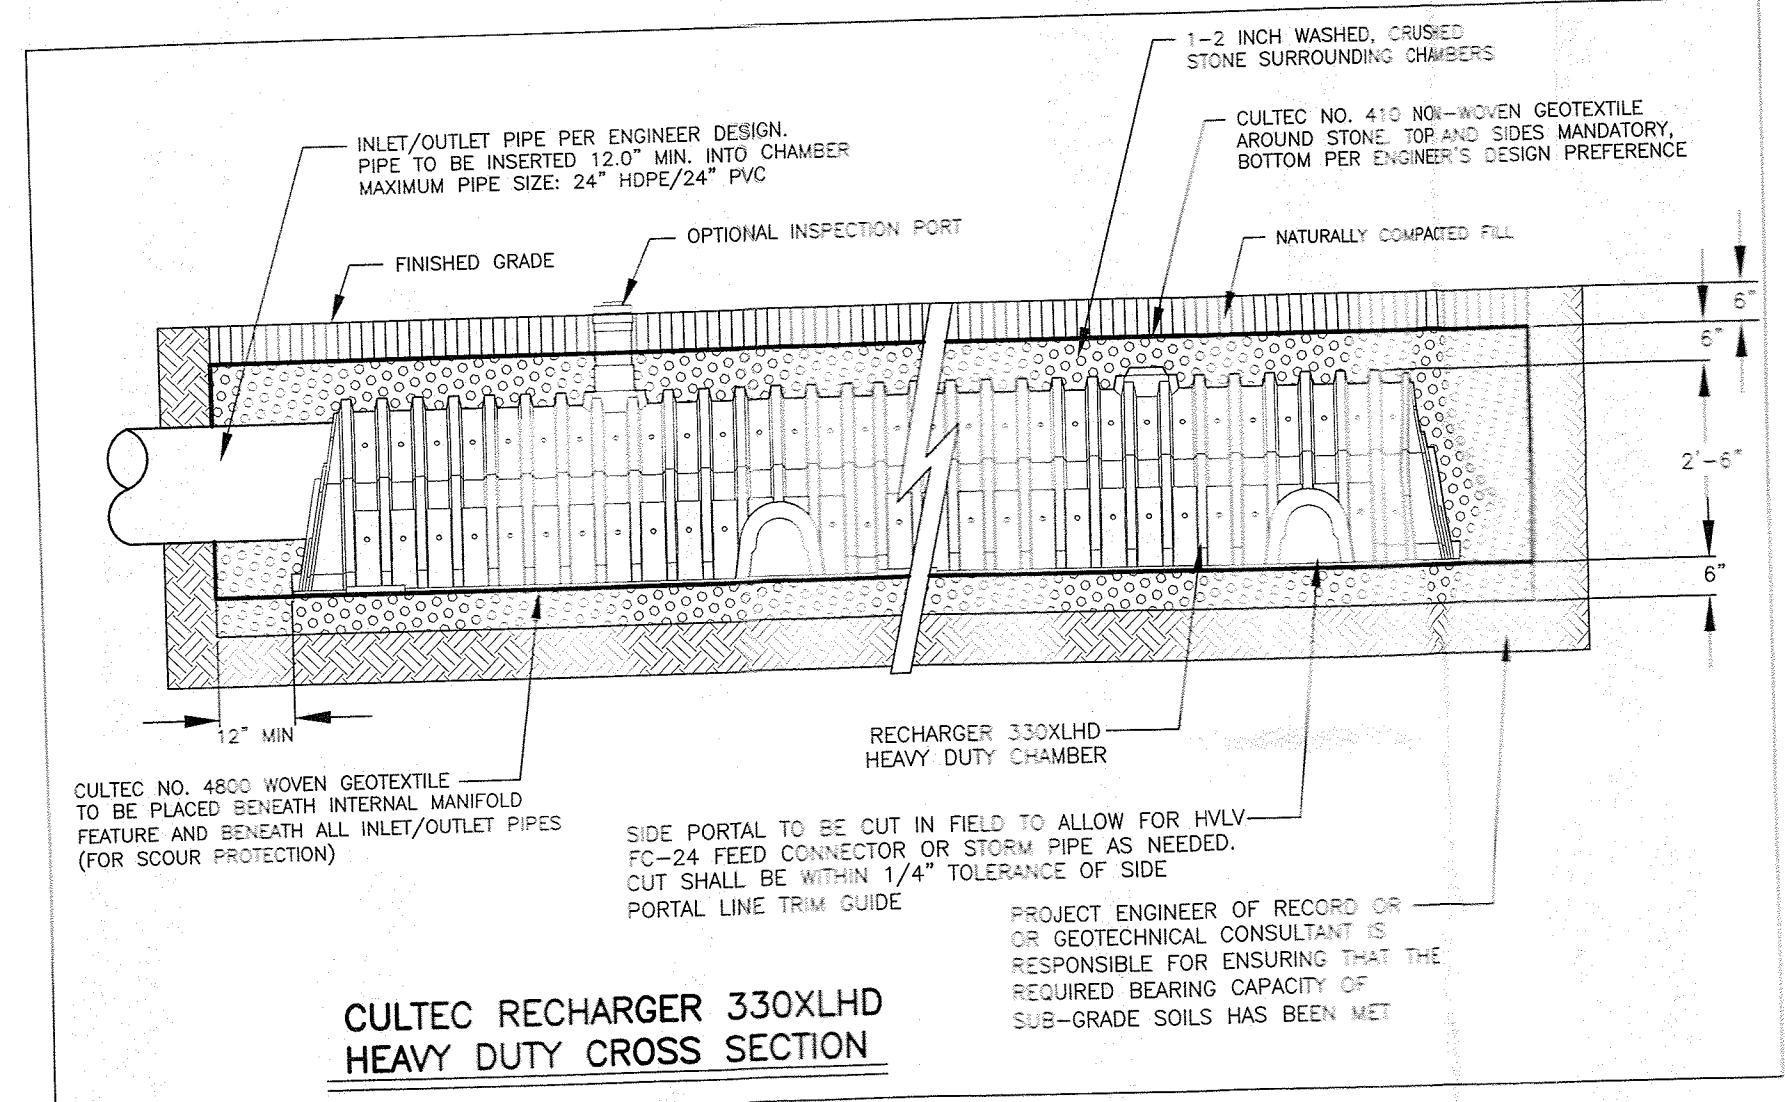 1-2 INCH WASHED, CRUSHED
STONE SURROUNDING CHAMBERS
CULTEC NO. 410 NON-WOVEN GEOTEXTILE
AROUND STONE. TOP AND SIDES MANDATORY,
BOTTOM PER ENGINEER'S DESIGN PREFERENCE
INLET/OUTLET PIPE PER ENGINEER DESIGN.
PIPE TO BE INSERTED 12.0" MIN. INTO CHAMBER
MAXIMUM PIPE SIZE: 24" HDPE/24" PVC
OPTIONAL INSPECTION PORT
NATURALLY COMPACTED FILL
FINISHED GRADE
6"
6"
2'-6"
6"
12" MIN
RECHARGER 330XLHD
HEAVY DUTY CHAMBER
CULTEC NO. 4800 WOVEN GEOTEXTILE
TO BE PLACED BENEATH INTERNAL MANIFOLD
FEATURE AND BENEATH ALL INLET/OUTLET PIPES
(FOR SCOUR PROTECTION)
SIDE PORTAL TO BE CUT IN FIELD TO ALLOW FOR HVLV
FC-24 FEED CONNECTOR OR STORM PIPE AS NEEDED.
CUT SHALL BE WITHIN 1/4" TOLERANCE OF SIDE
PORTAL LINE TRIM GUIDE
PROJECT ENGINEER OF RECORD OR
OR GEOTECHNICAL CONSULTANT IS
RESPONSIBLE FOR ENSURING THAT THE
REQUIRED BEARING CAPACITY OF
SUB-GRADE SOILS HAS BEEN MET
CULTEC RECHARGER 330XLHD
HEAVY DUTY CROSS SECTION